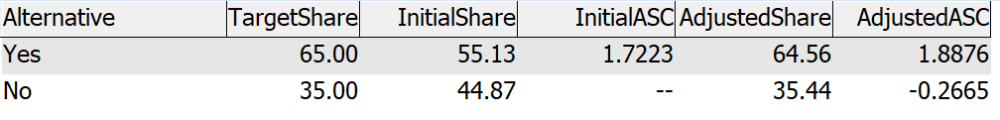 Alternative TargetShare InitialShare InitialASC AdjustedShare AdjustedASC
Yes 65.00 55.13 1.7223 64.56 1.8876
No 35.00 44.87 -- 35.44 -0.2665